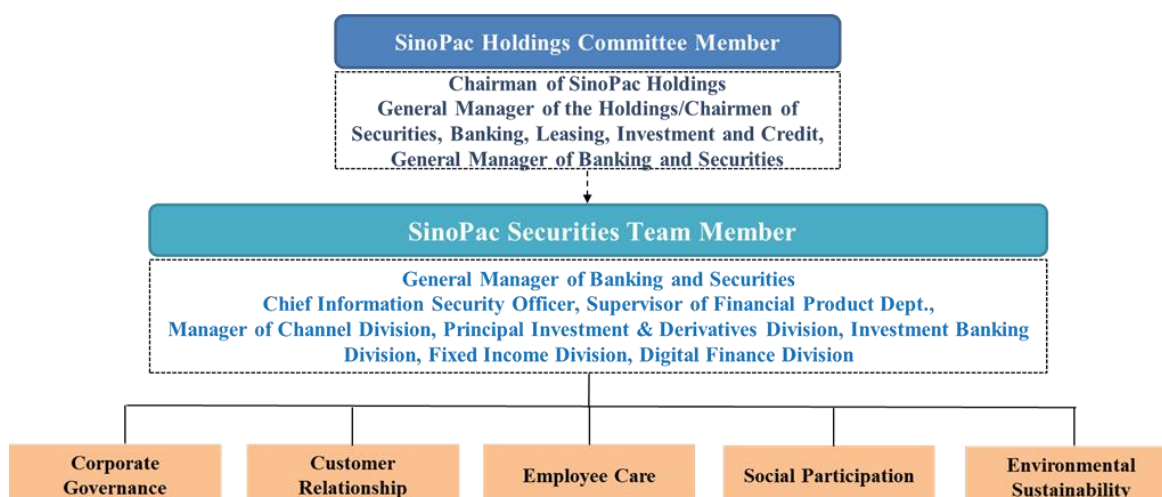 SinoPac Holdings Committee Member
Chairman of SinoPac Holdings
General Manager of the Holdings/Chairmen of
Securities, Banking, Leasing, Investment and Credit,
General Manager of Banking and Securities
SinoPac Securities Team Member
General Manager of Banking and Securities
Chief Information Security Officer, Supervisor of Financial Product Dept.,
Manager of Channel Division, Principal Investment & Derivatives Division, Investment Banking
Division, Fixed Income Division, Digital Finance Division
Corporate
Governance
Customer
Relationship
Employee Care
Social Participation
Environmental
Sustainability